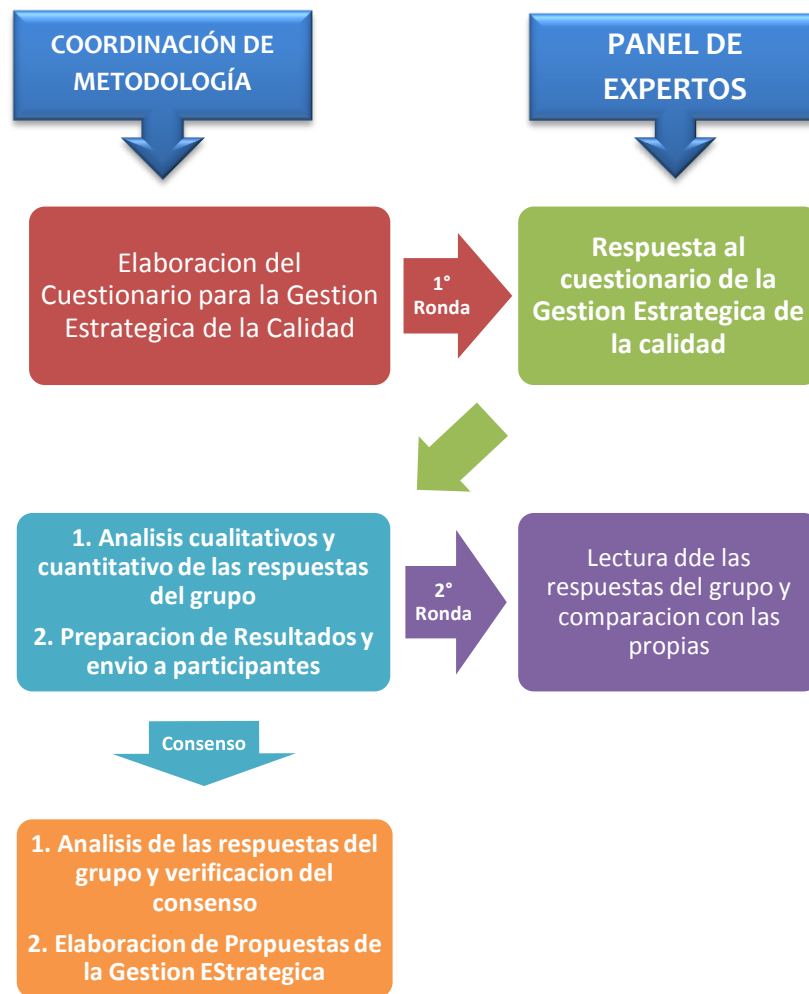 COORDINACIÓN DE
METODOLOGÍA
PANEL DE
EXPERTOS
Elaboracion del
Cuestionario para la Gestion
Estrategica de la Calidad
1°
Ronda
Respuesta al
cuestionario de la
Gestion Estrategica de
la calidad
1. Analisis cualitativos y
cuantitativo de las respuestas
del grupo
2. Preparacion de Resultados y
envio a participantes
2°
Ronda
Lectura dde las
respuestas del grupo y
comparacion con las
propias
Consenso
1. Analisis de las respuestas del
grupo y verificacion del
consenso
2. Elaboracion de Propuestas de
la Gestion EStrategica